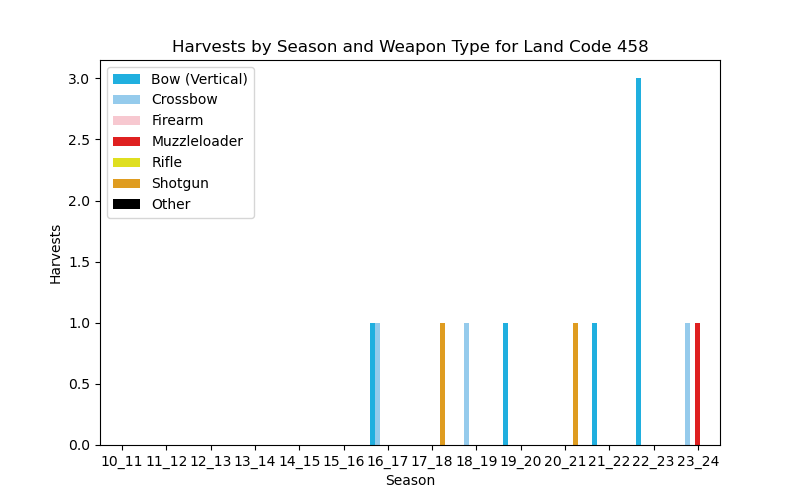 Harvests by Season and Weapon Type for Land Code 458
Bow (Vertical)
Crossbow
Firearm
Muzzleloader
Rifle
Shotgun
Other
3.0
2.5
2.0
1.5
1.0
0.5
0.0
Harvests
10_11 11_12 12_13 13_14 14_15 15_16 16_17 17_18 18_19 19_20 20_21 21_22 22_23 23_24
Season